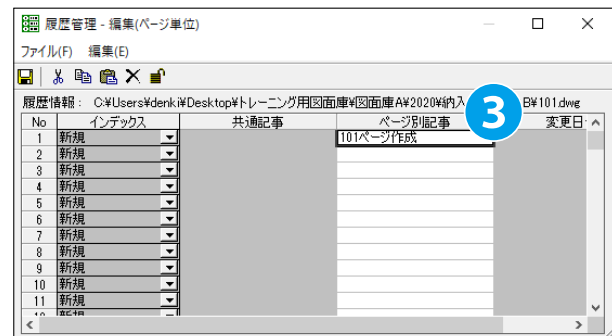 履歴管理 - 編集(ページ単位)
ファイル(F) 編集(E)
履歴情報： C:¥Users¥denki¥Desktop¥トレーニング用図面庫¥図面庫A¥2020¥納入 B¥101.dwg
3
No インデックス 共通記事 ページ別記事 変更日
1 新規 101ページ作成
2 新規
3 新規
4 新規
5 新規
6 新規
7 新規
8 新規
9 新規
10 新規
11 新規